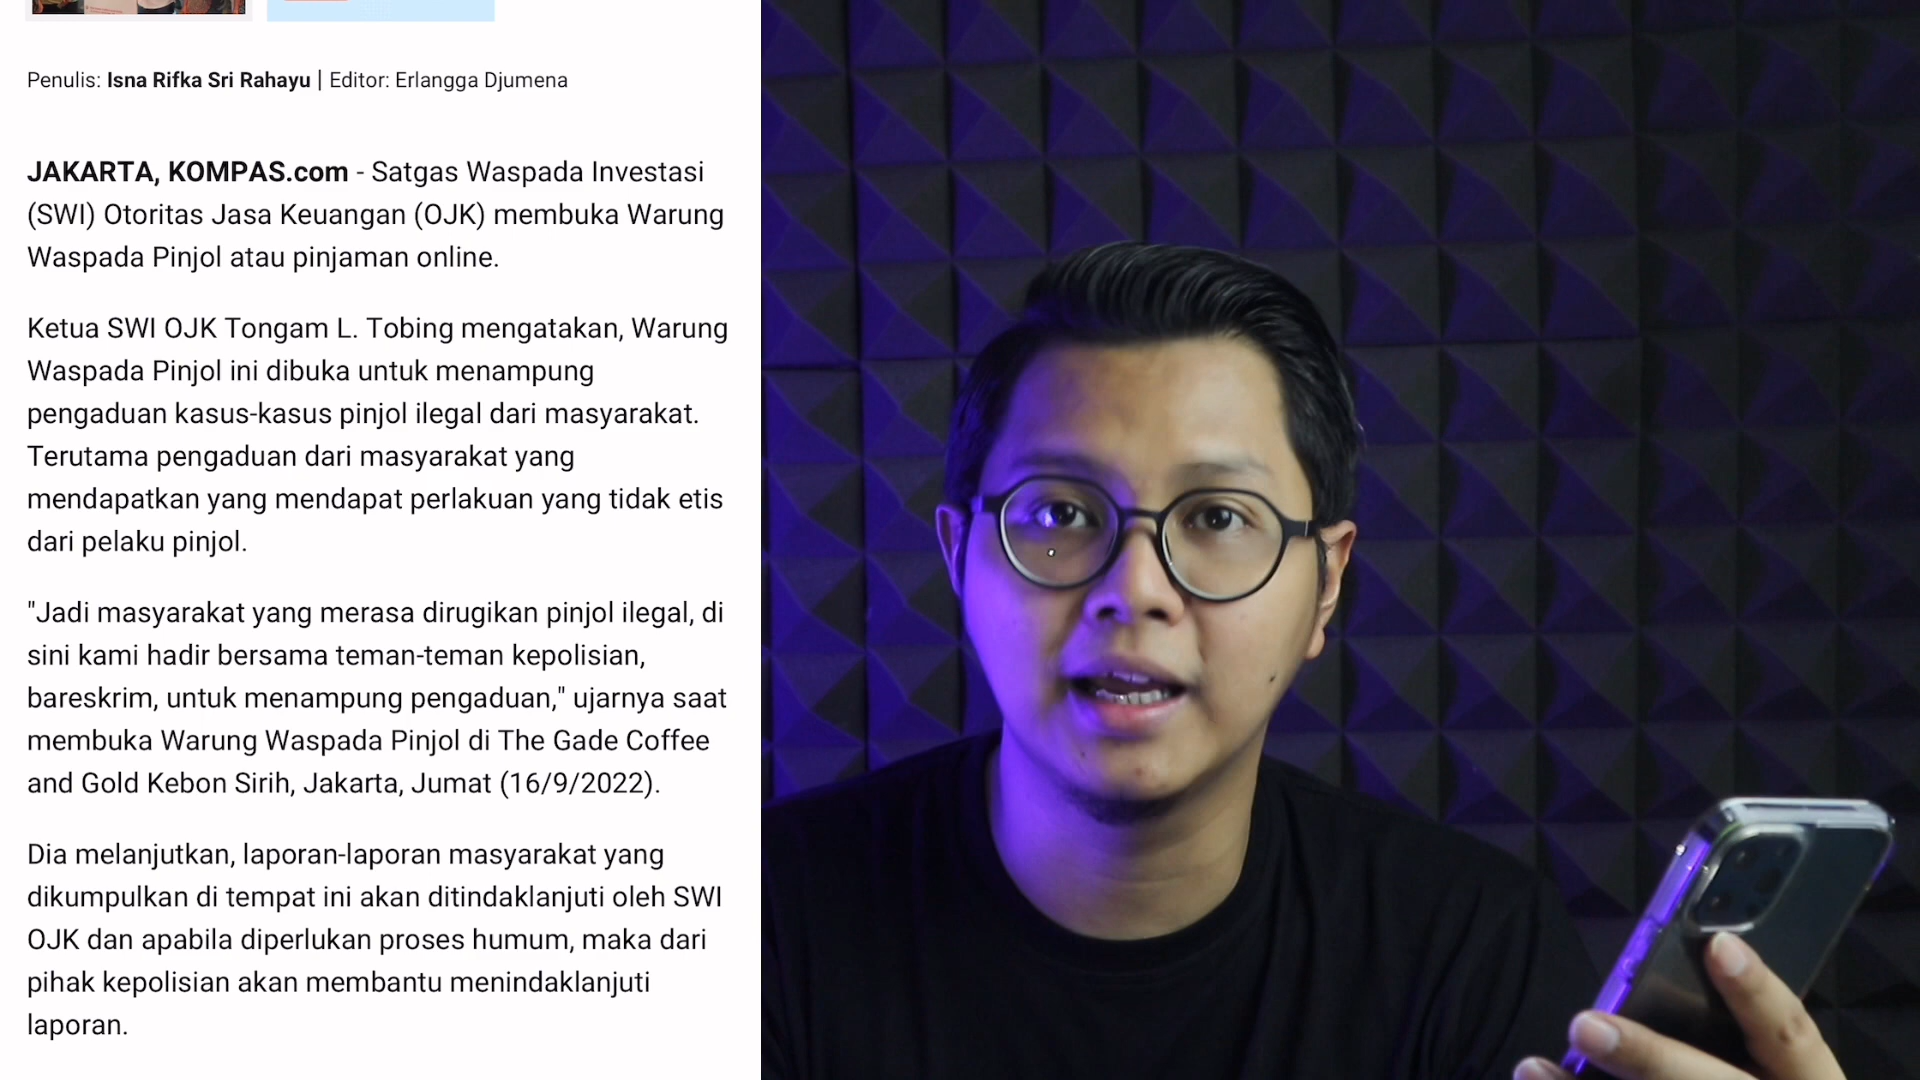 Penulis: Isna Rifka Sri Rahayu | Editor: Erlangga Djumena
JAKARTA, KOMPAS.com - Satgas Waspada Investasi
(SWI) Otoritas Jasa Keuangan (OJK) membuka Warung
Waspada Pinjol atau pinjaman online.
Ketua SWI OJK Tongam L. Tobing mengatakan, Warung
Waspada Pinjol ini dibuka untuk menampung
pengaduan kasus-kasus pinjol ilegal dari masyarakat.
Terutama pengaduan dari masyarakat yang
mendapatkan yang mendapat perlakuan yang tidak etis
dari pelaku pinjol.
"Jadi masyarakat yang merasa dirugikan pinjol ilegal, di
sini kami hadir bersama teman-teman kepolisian,
bareskrim, untuk menampung pengaduan," ujarnya saat
membuka Warung Waspada Pinjol di The Gade Coffee
and Gold Kebon Sirih, Jakarta, Jumat (16/9/2022).
Dia melanjutkan, laporan-laporan masyarakat yang
dikumpulkan di tempat ini akan ditindaklanjuti oleh SWI
OJK dan apabila diperlukan proses humum, maka dari
pihak kepolisian akan membantu menindaklanjuti
laporan.